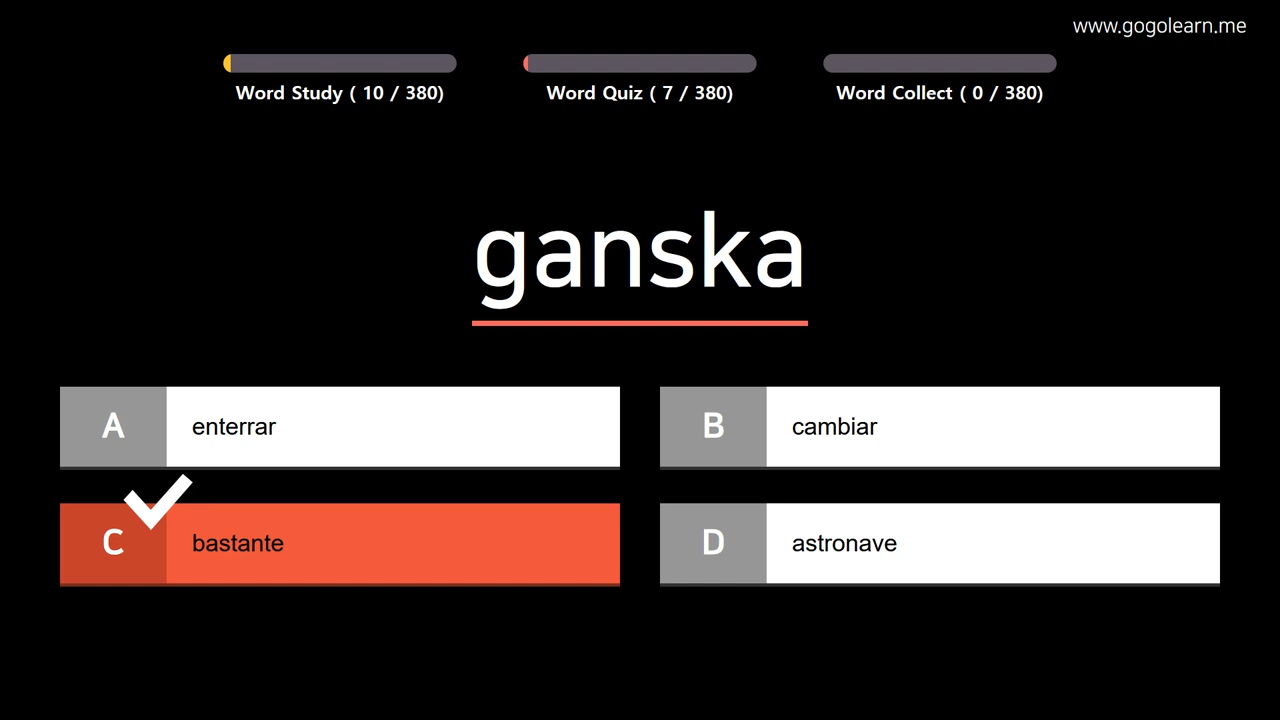 www.gogolearn.me
Word Study ( 10 / 380)
Word Quiz ( 7 / 380)
Word Collect ( 0 / 380)
ganska
A enterrar
B cambiar
C bastante
D astronave